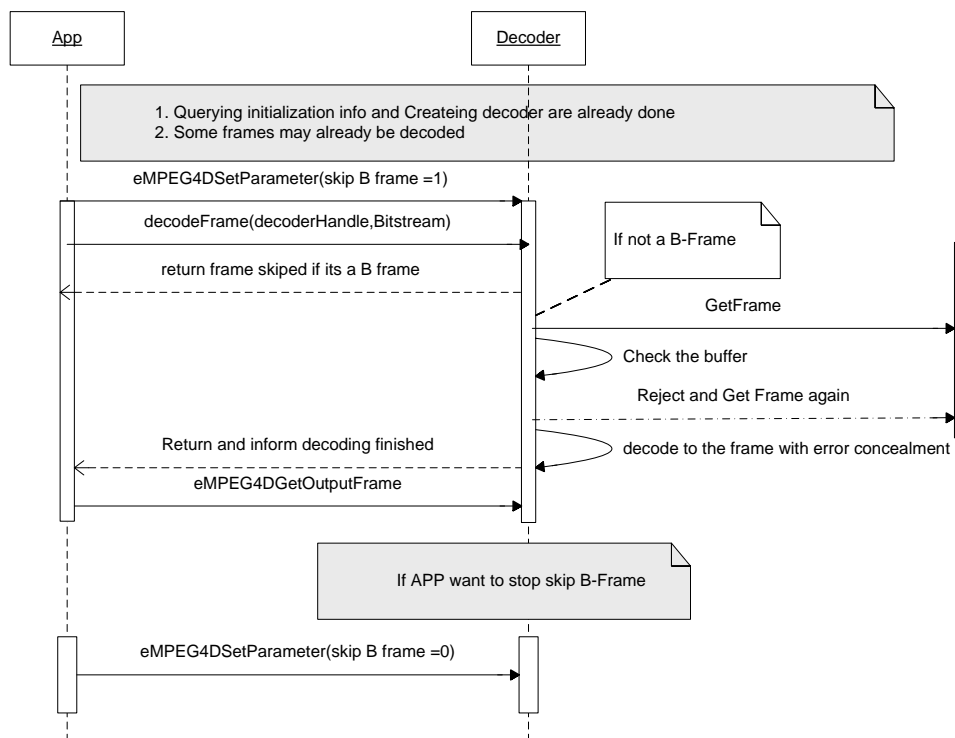 App
Decoder
1. Querying initialization info and Createing decoder are already done
2. Some frames may already be decoded
eMPEG4DSetParameter(skip B frame =1)
decodeFrame(decoderHandle,Bitstream)
If not a B-Frame
return frame skiped if its a B frame
GetFrame
Check the buffer
Reject and Get Frame again
Return and inform decoding finished
decode to the frame with error concealment
eMPEG4DGetOutputFrame
If APP want to stop skip B-Frame
eMPEG4DSetParameter(skip B frame =0)